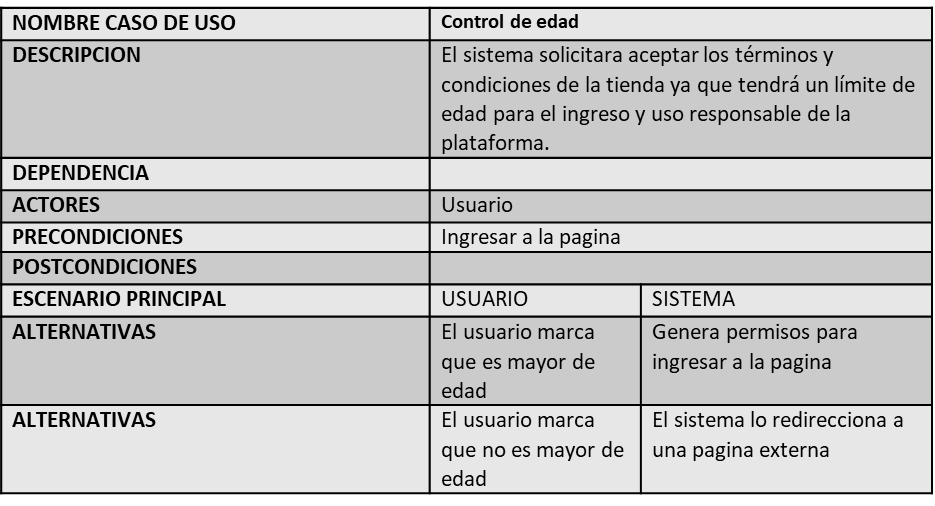 NOMBRE CASO DE USO
Control de edad
DESCRIPCION
El sistema solicitara aceptar los términos y
condiciones de la tienda ya que tendrá un límite de
edad para el ingreso y uso responsable de la
plataforma.
DEPENDENCIA
ACTORES
Usuario
PRECONDICIONES
Ingresar a la pagina
POSTCONDICIONES
ESCENARIO PRINCIPAL
USUARIO
SISTEMA
ALTERNATIVAS
El usuario marca
que es mayor de
edad
Genera permisos para
ingresar a la pagina
ALTERNATIVAS
El usuario marca
que no es mayor de
edad
El sistema lo redirecciona a
una pagina externa